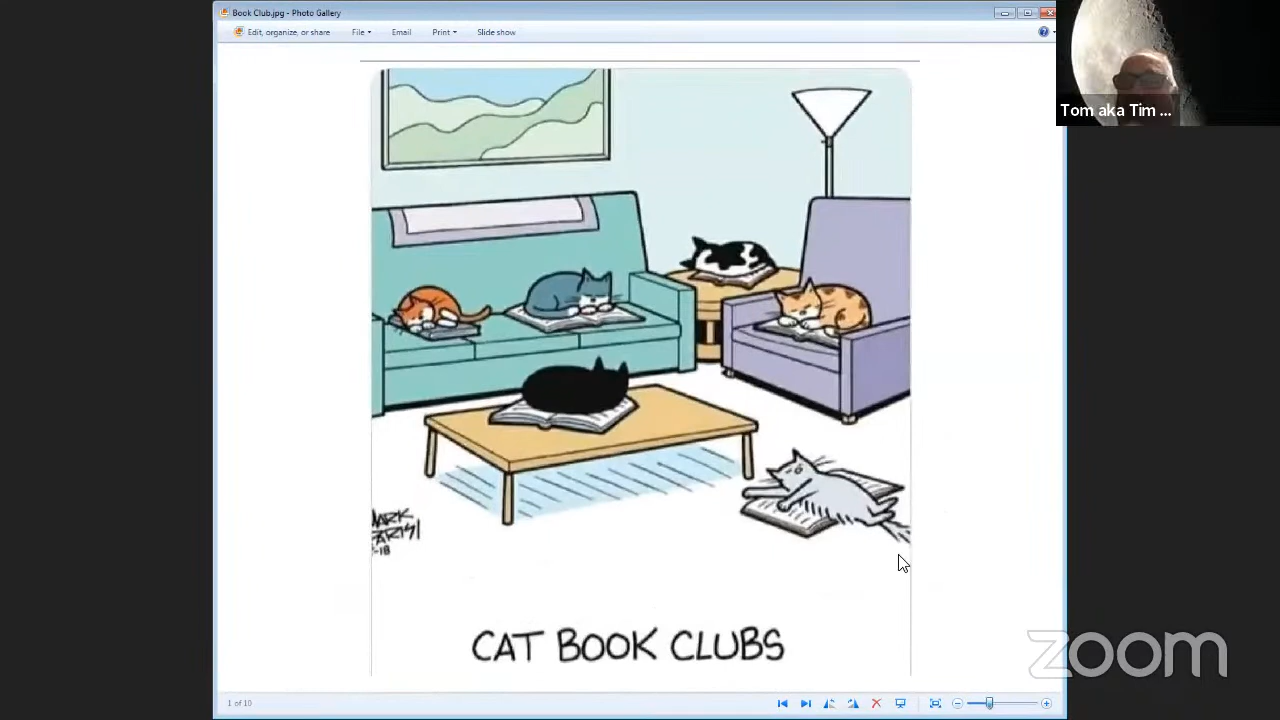 Book Club.jpg - Photo Gallery
Edit, organize, or share File Email Print Slide show
Tom aka Tim ...
CAT BOOK CLUBS
zoom
1 of 10